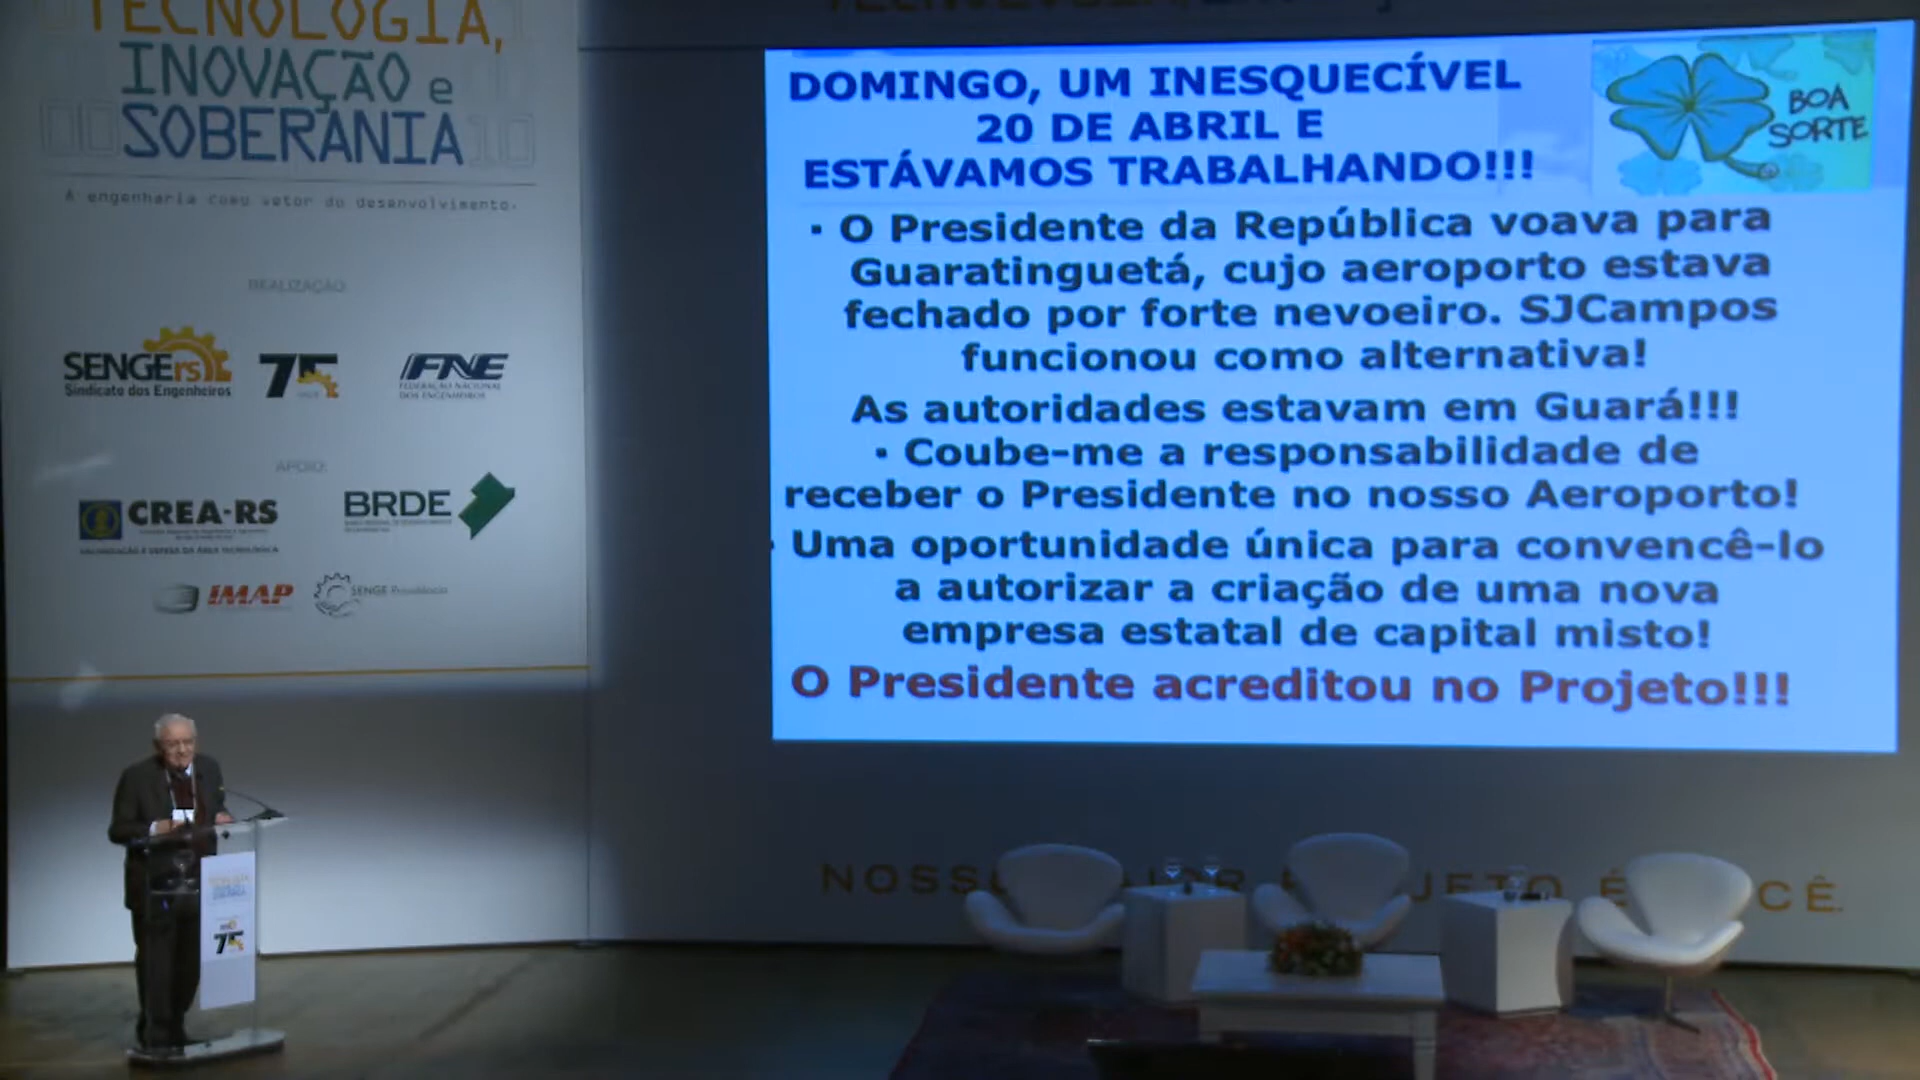 TECNOLOGIA,
INOVAÇÃO e
SOBERANIA
A engenharia como vetor do desenvolvimento.
REALIZAÇÃO:
SENGErs
Sindicato dos Engenheiros
75
FNE
FEDERAÇÃO NACIONAL
DOS ENGENHEIROS
APOIO:
CREA-RS
BRDE
IMAP
SENGE Previdência
DOMINGO, UM INESQUECÍVEL
20 DE ABRIL E
ESTÁVAMOS TRABALHANDO!!!
BOA
SORTE
▪ O Presidente da República voava para
Guaratinguetá, cujo aeroporto estava
fechado por forte nevoeiro. SJCampos
funcionou como alternativa!
As autoridades estavam em Guará!!!
▪ Coube-me a responsabilidade de
receber o Presidente no nosso Aeroporto!
▪ Uma oportunidade única para convencê-lo
a autorizar a criação de uma nova
empresa estatal de capital misto!
O Presidente acreditou no Projeto!!!
75